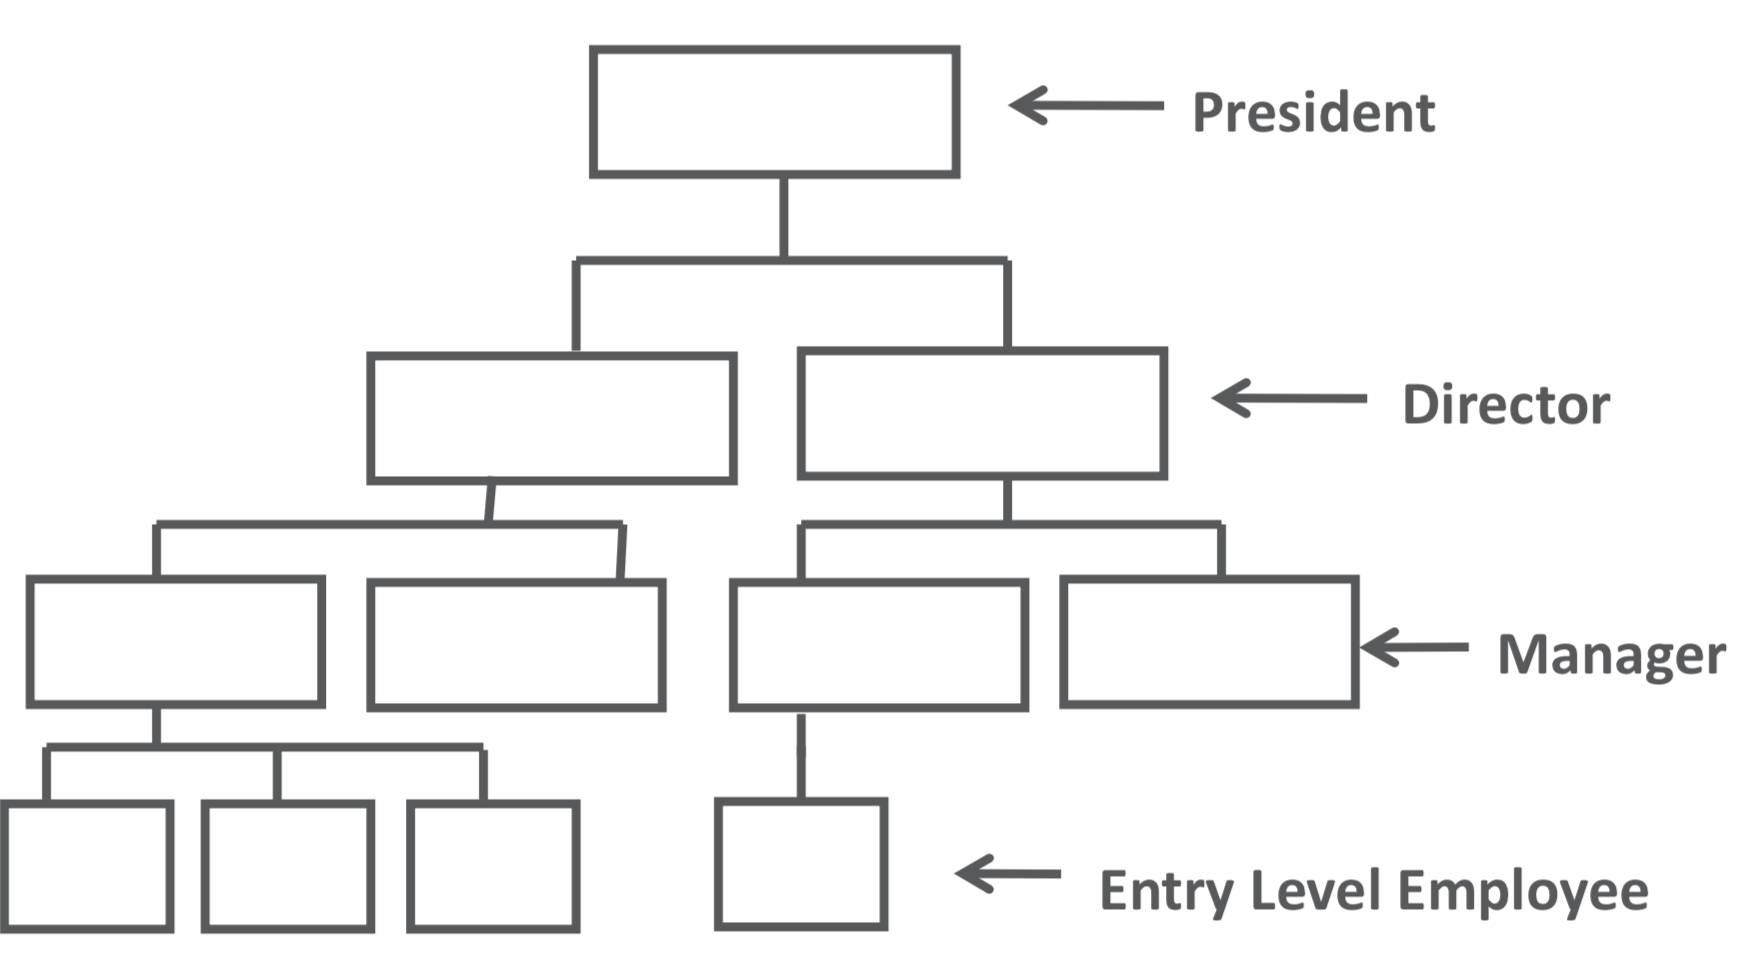 President
Director
Manager
Entry Level Employee